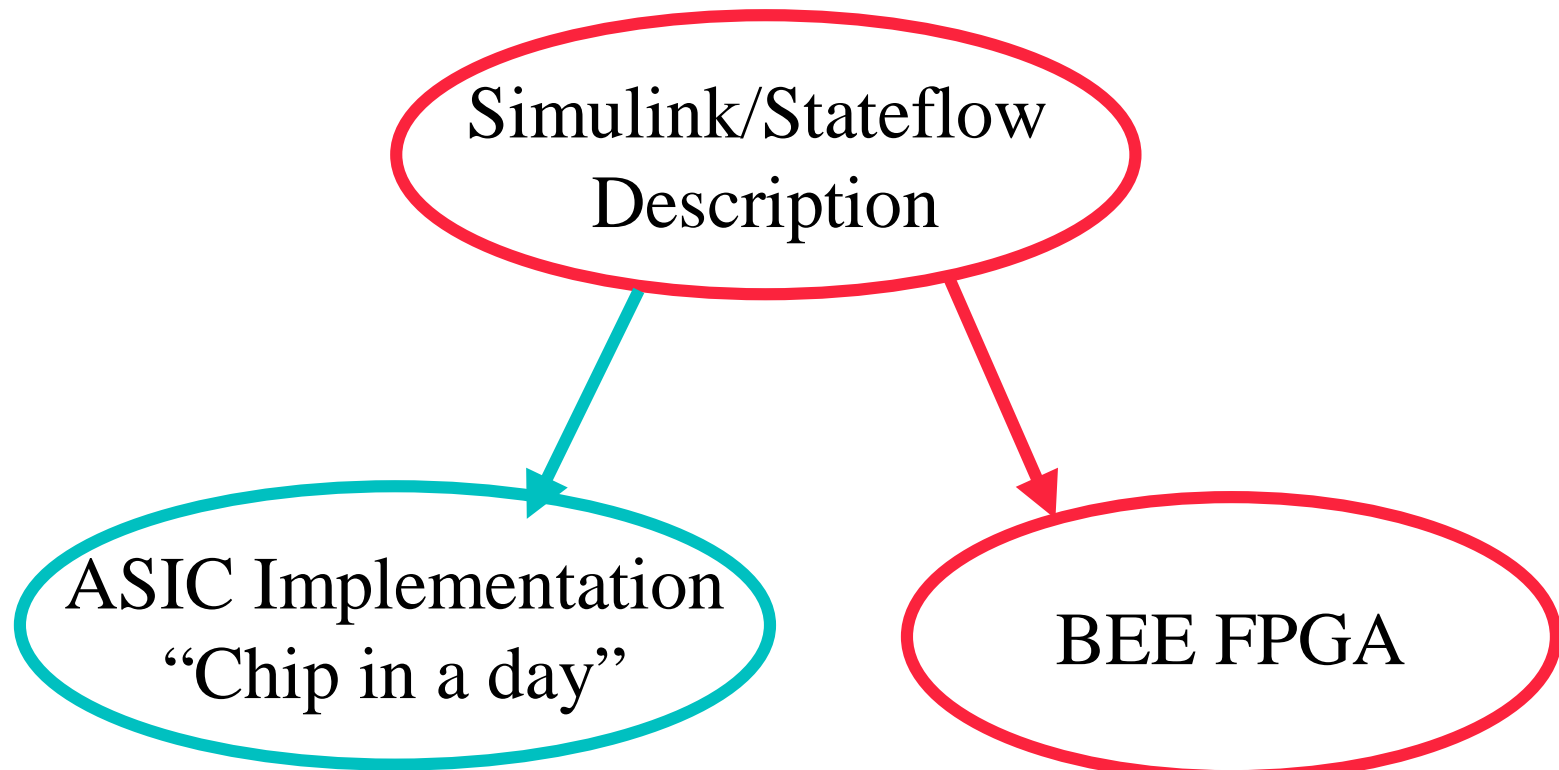 Simulink/Stateflow
Description
ASIC Implementation
“Chip in a day”
BEE FPGA